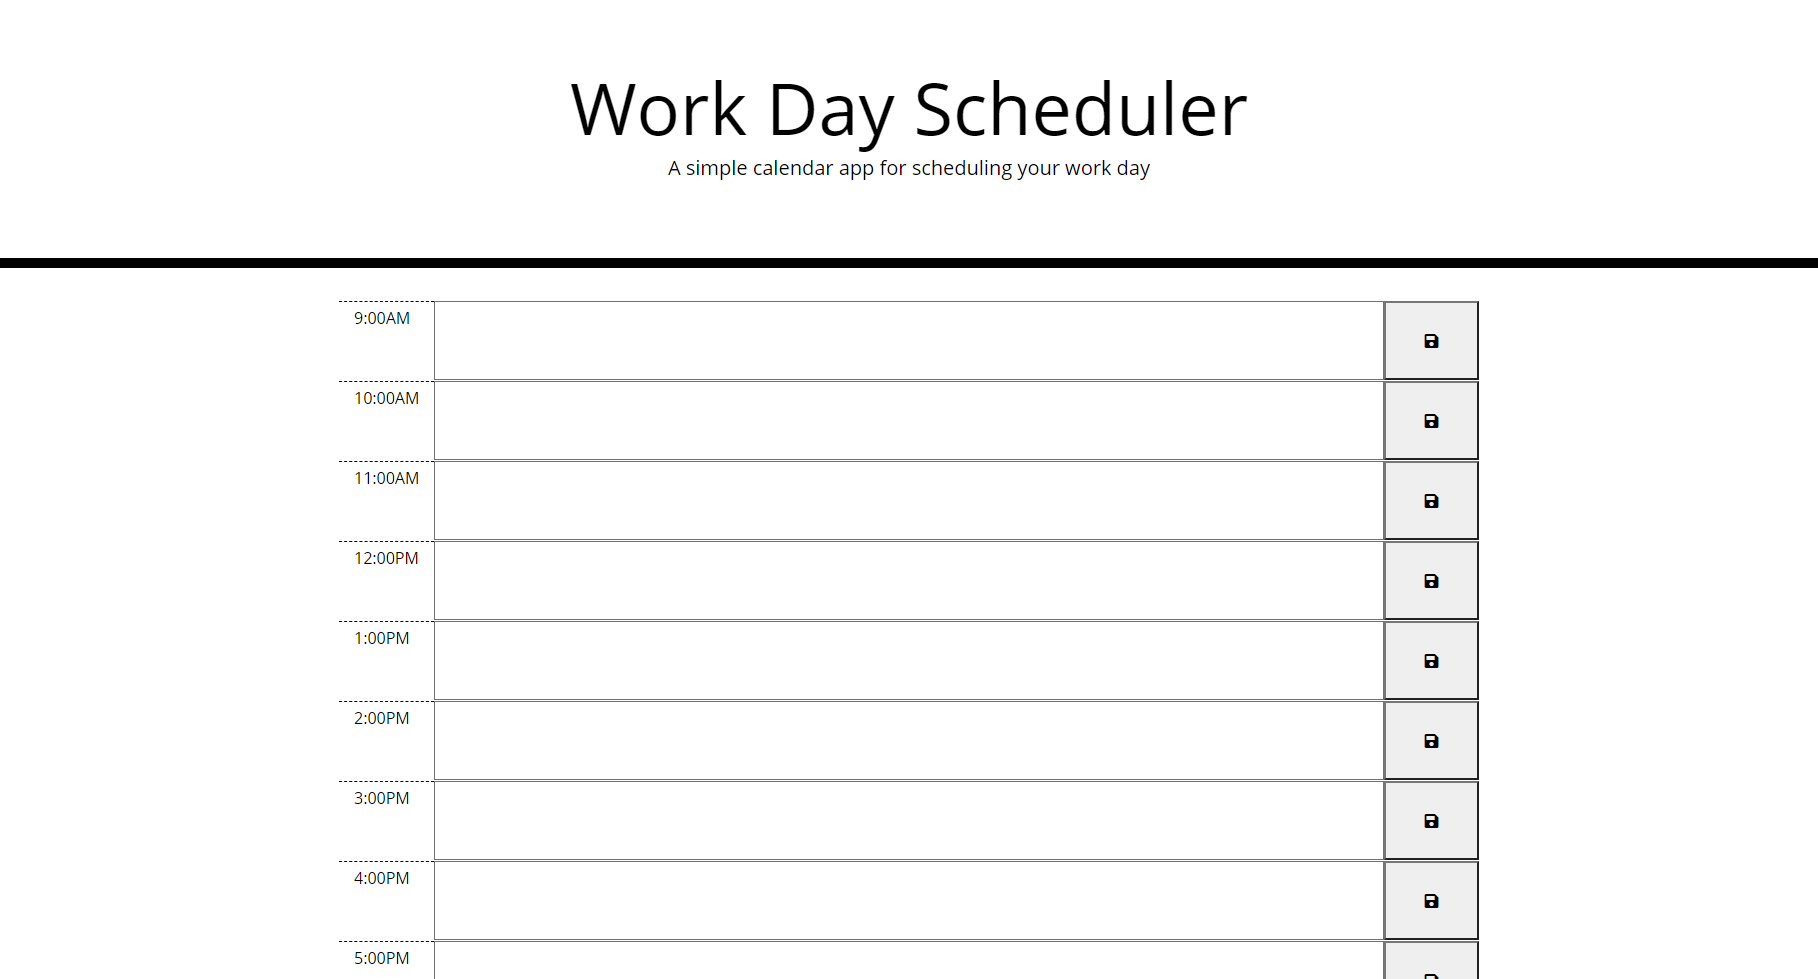 Work Day Scheduler
A simple calendar app for scheduling your work day
9:00AM
10:00AM
11:00AM
12:00PM
1:00PM
2:00PM
3:00PM
4:00PM
5:00PM